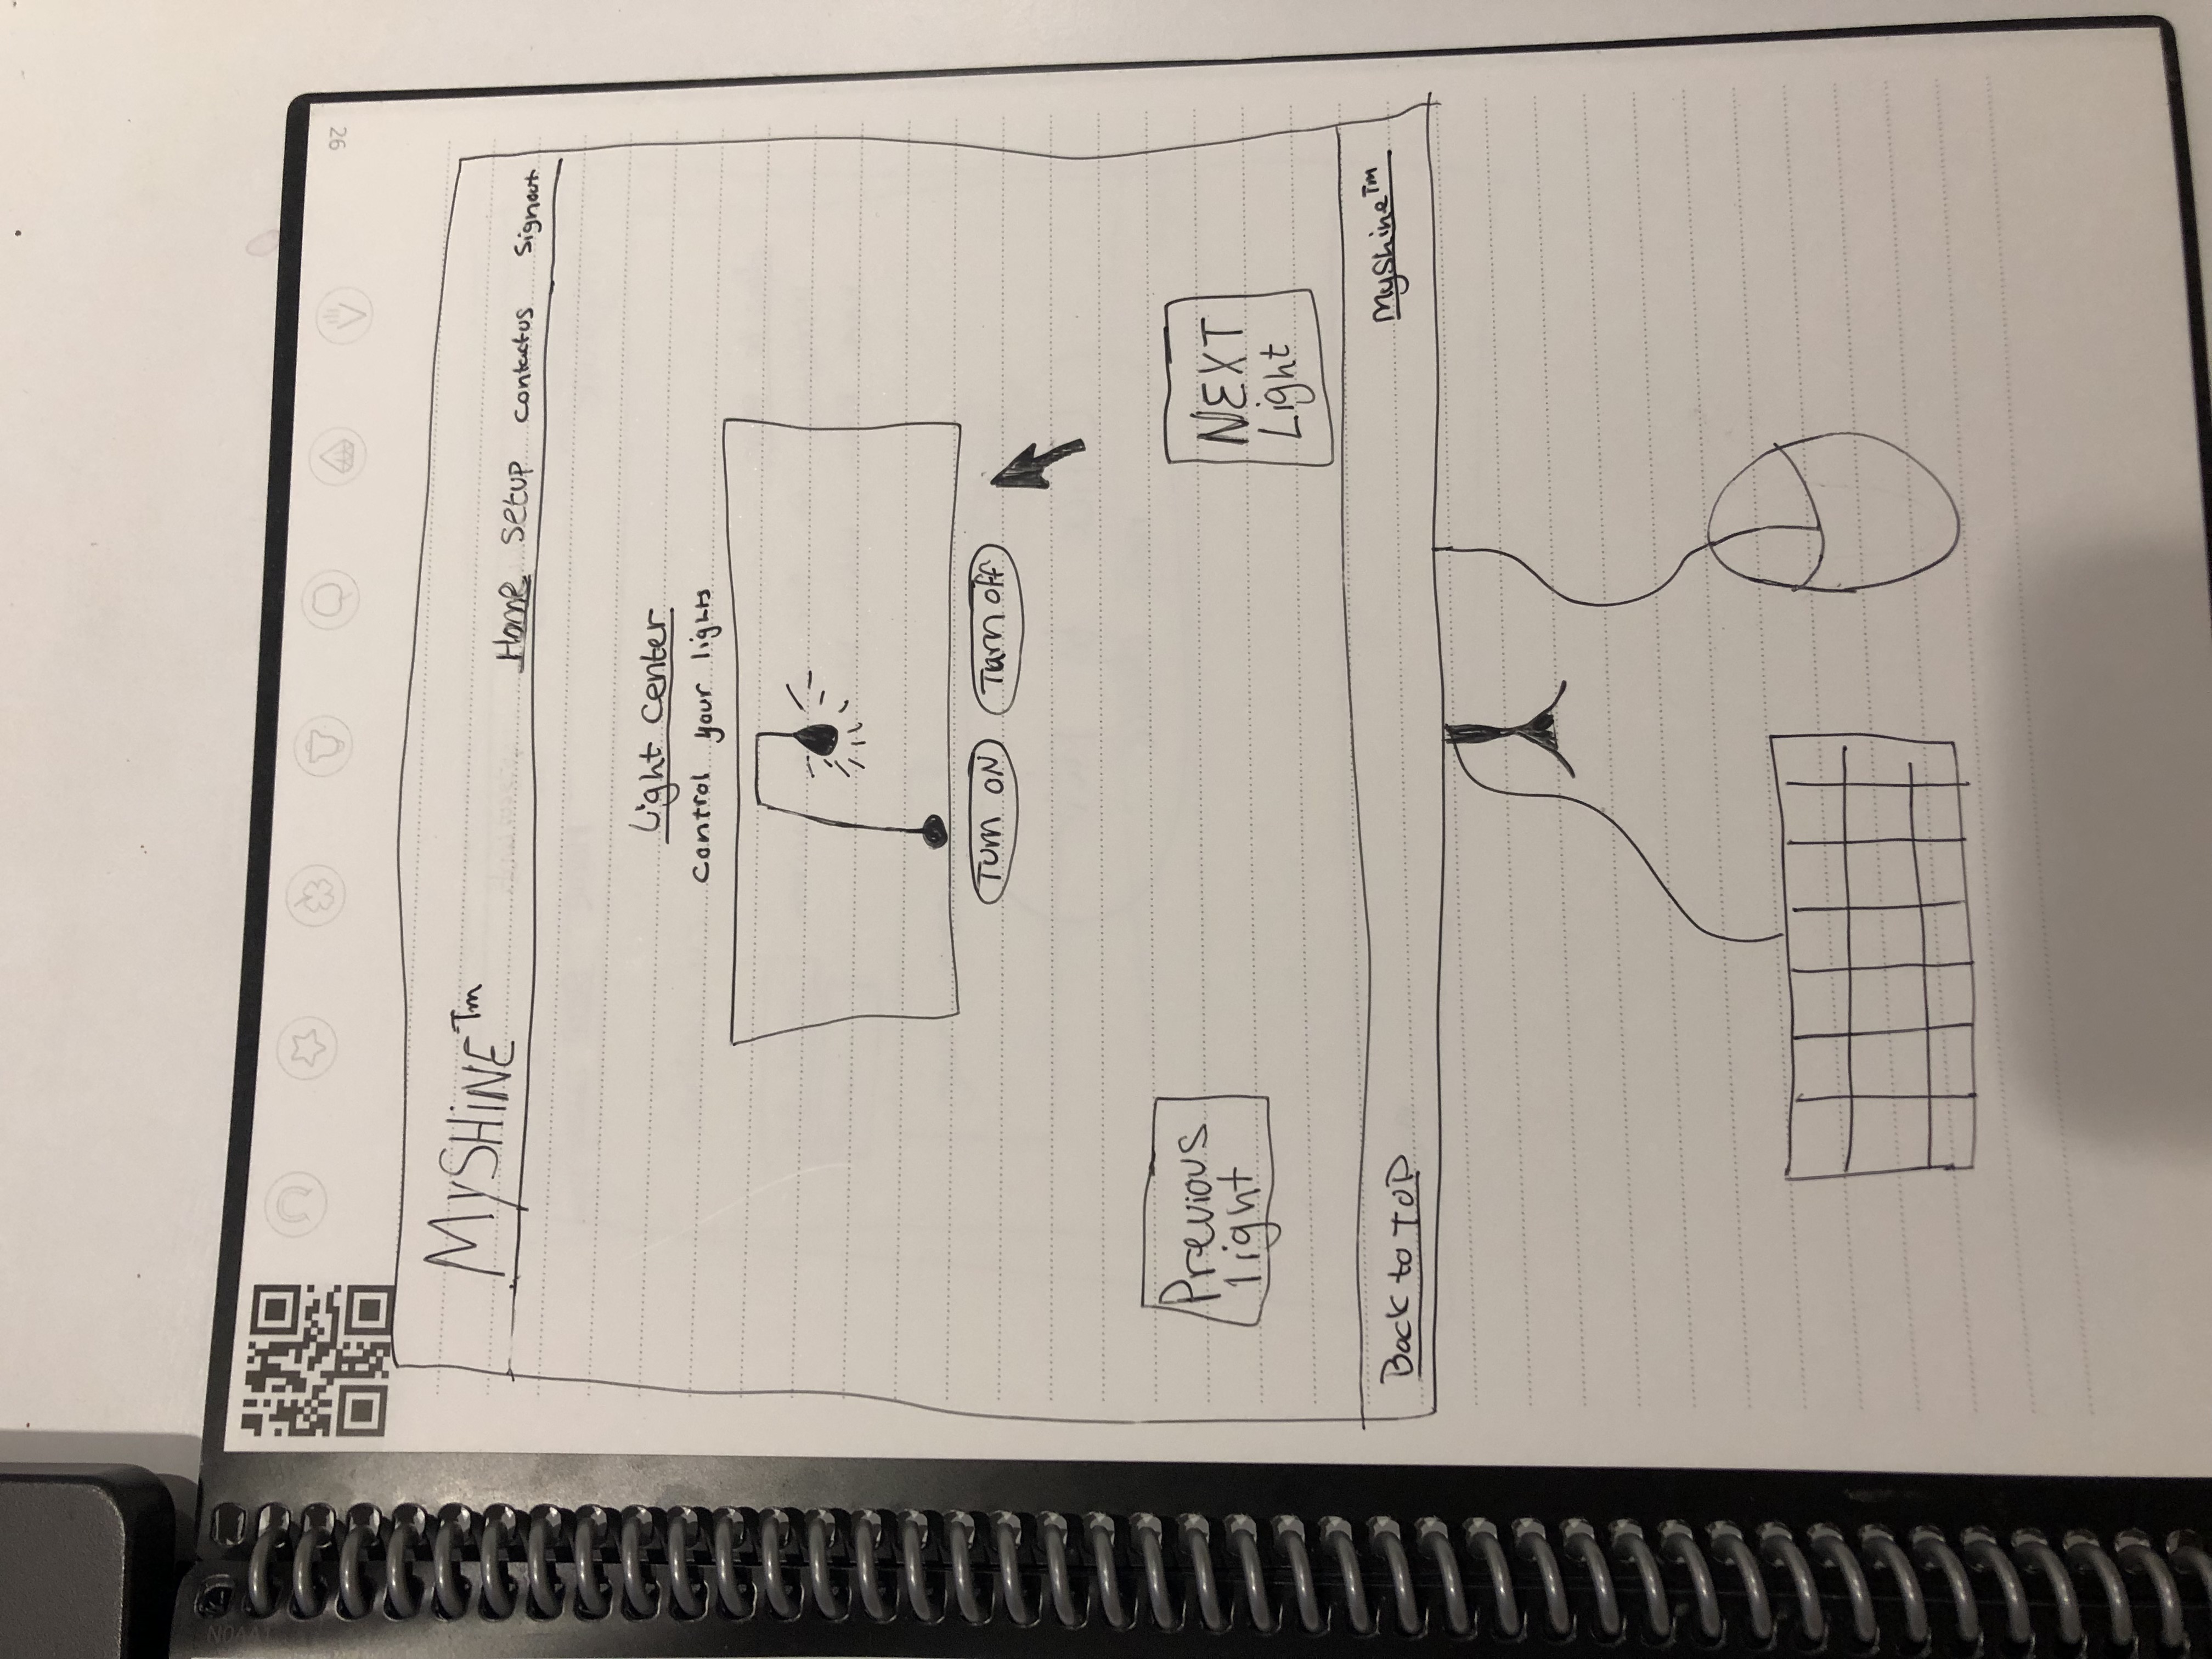 26
MySHiNE™
Home Setup contactus Signout
Light Center
Control your lights
Turn ON Turn off
Previous light
NEXT Light
Back to TOP
MyShine™